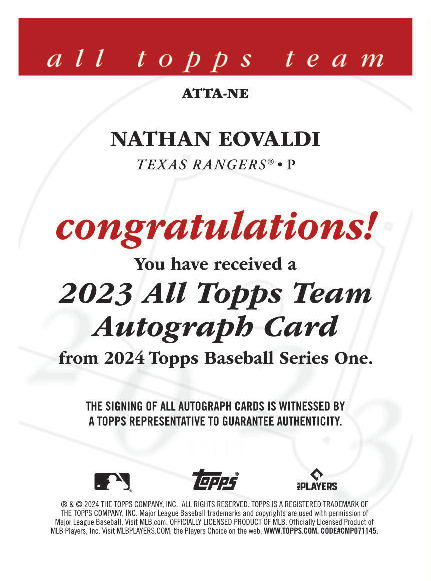 all topps team
ATTA-NE
NATHAN EOVALDI
TEXAS RANGERS® • P
congratulations!
You have received a
2023 All Topps Team
Autograph Card
from 2024 Topps Baseball Series One.
THE SIGNING OF ALL AUTOGRAPH CARDS IS WITNESSED BY
A TOPPS REPRESENTATIVE TO GUARANTEE AUTHENTICITY.
topps®
PLAYERS
® & © 2024 THE TOPPS COMPANY, INC. ALL RIGHTS RESERVED. TOPPS IS A REGISTERED TRADEMARK OF
THE TOPPS COMPANY, INC. Major League Baseball trademarks and copyrights are used with permission of
Major League Baseball. Visit MLB.com. OFFICIALLY LICENSED PRODUCT OF MLB. Officially Licensed Product of
MLB Players, Inc. Visit MLBPLAYERS.COM, the Players Choice on the web. WWW.TOPPS.COM. CODE#CMP071145.